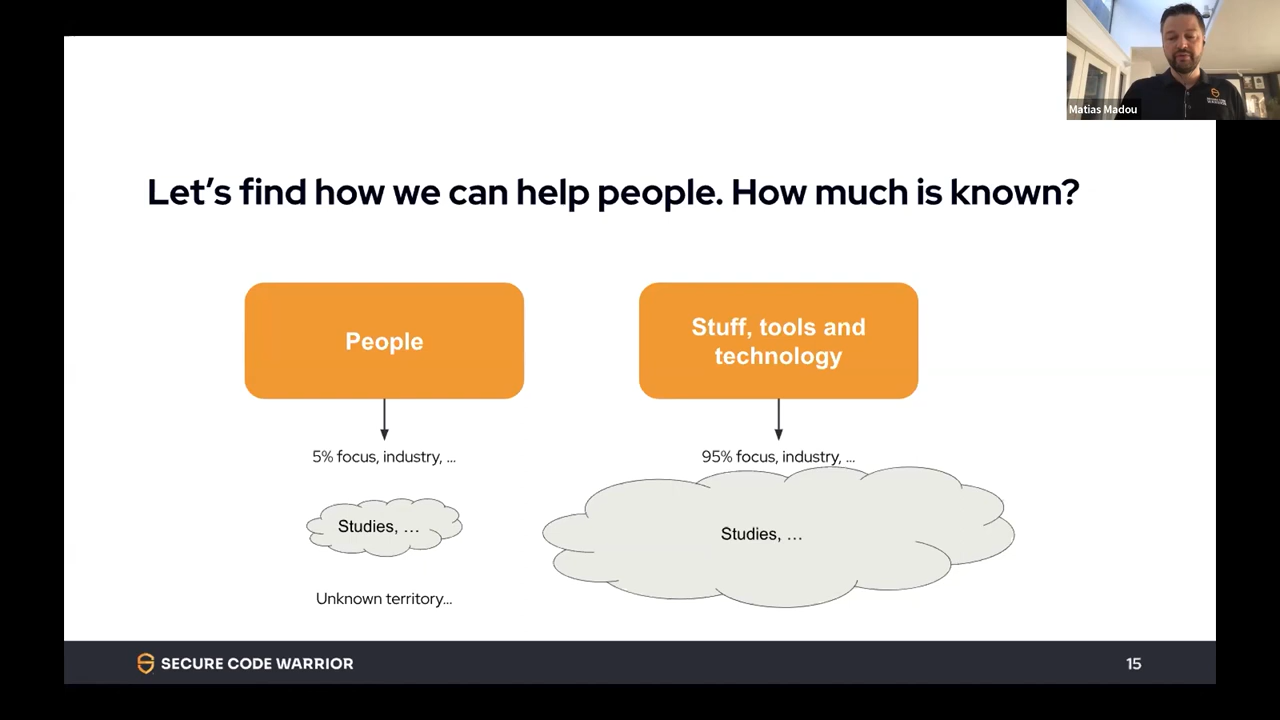 Matias Madou
Let’s find how we can help people. How much is known?
People
Stuff, tools and
technology
5% focus, industry, ...
95% focus, industry, ...
Studies, …
Studies, …
Unknown territory...
SECURE CODE WARRIOR
15